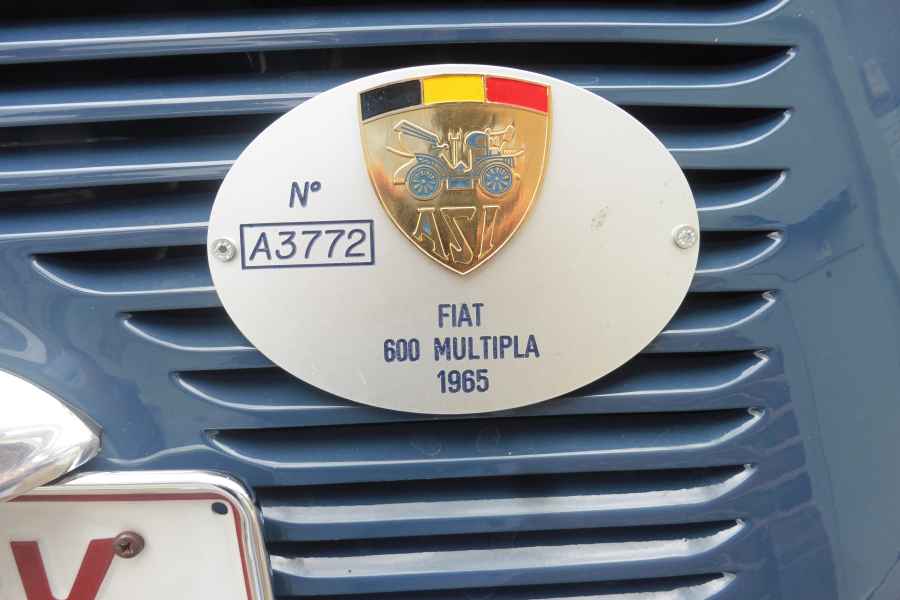 N°
A3772
ASI
FIAT
600 MULTIPLA
1965